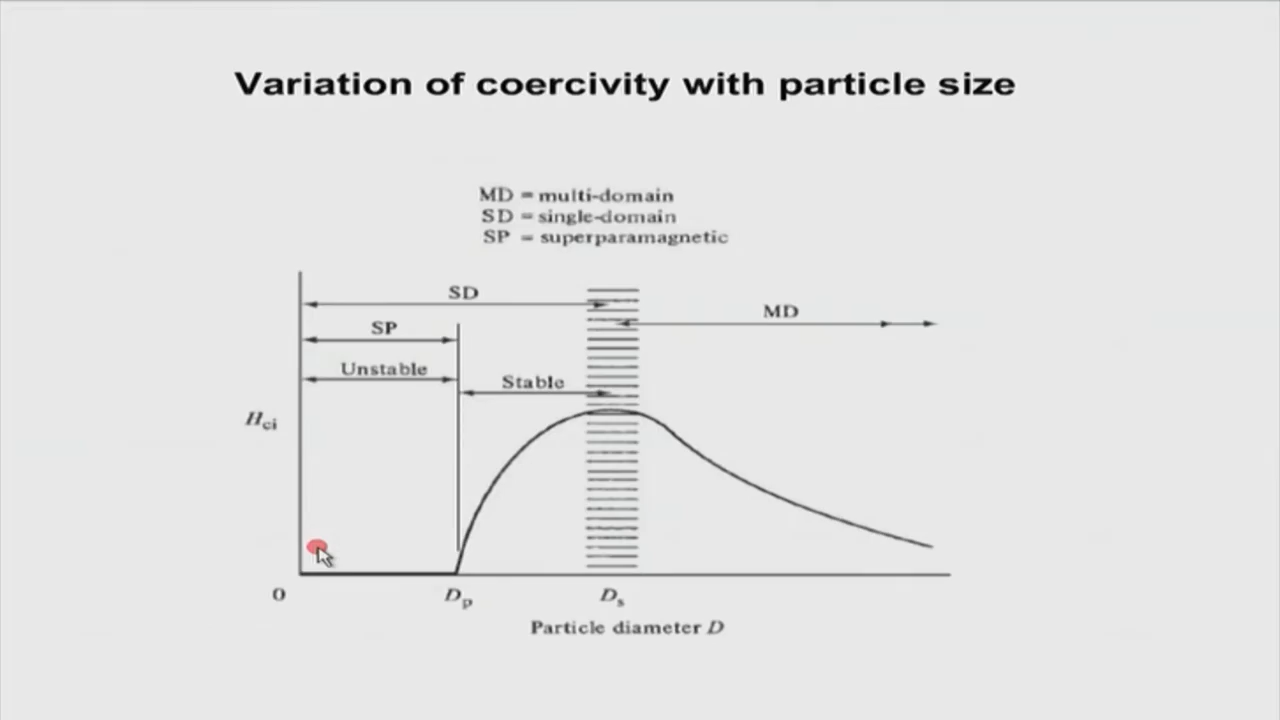 Variation of coercivity with particle size
MD = multi-domain
SD = single-domain
SP = superparamagnetic
SD
MD
SP
Unstable
Stable
Hci
0
Dp
Ds
Particle diameter D